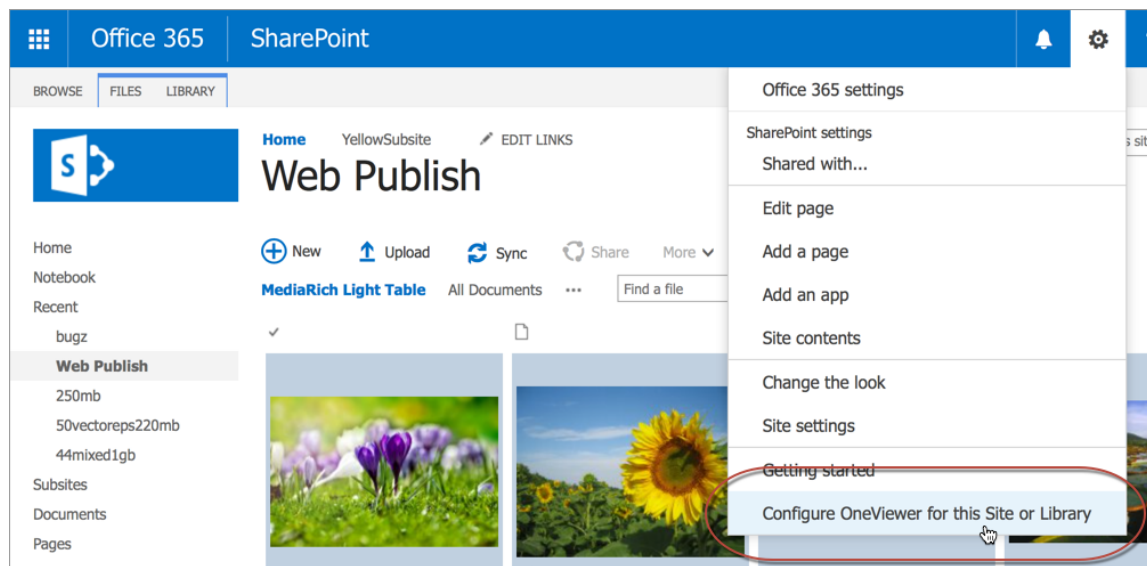 Office 365 SharePoint
BROWSE FILES LIBRARY
Office 365 settings
SharePoint settings
Shared with...
Edit page
Add a page
Add an app
Site contents
Change the look
Site settings
Getting started
Configure OneViewer for this Site or Library
S
Home YellowSubsite EDIT LINKS
Web Publish
New Upload Sync Share More
MediaRich Light Table All Documents ... Find a file
Home
Notebook
Recent
bugz
Web Publish
250mb
50vectoreps220mb
44mixed1gb
Subsites
Documents
Pages